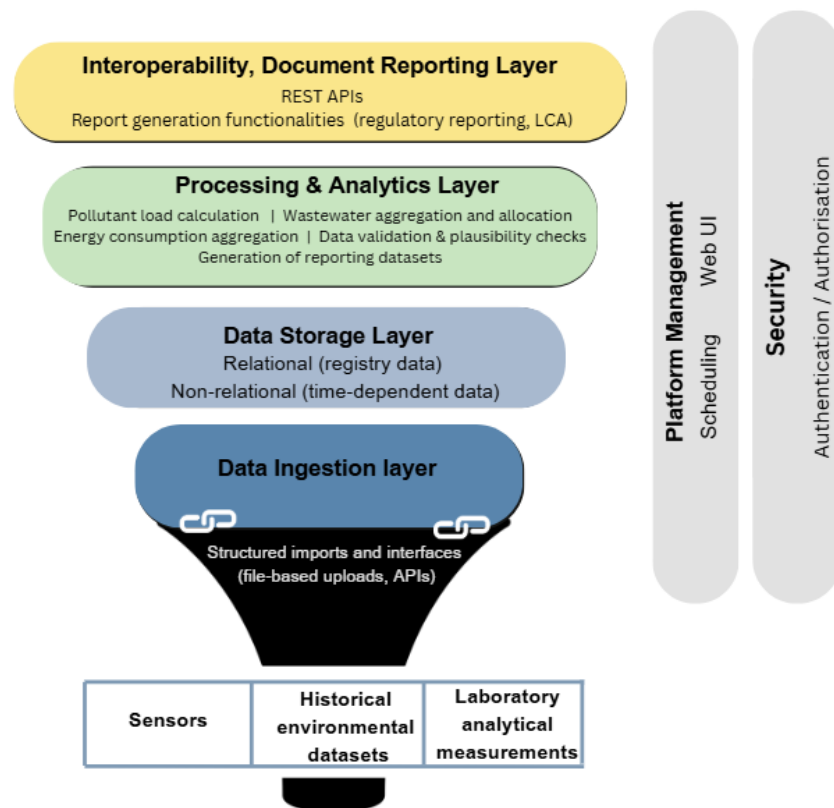 Interoperability, Document Reporting Layer
REST APIs
Report generation functionalities (regulatory reporting, LCA)
Processing & Analytics Layer
Pollutant load calculation | Wastewater aggregation and allocation
Energy consumption aggregation | Data validation & plausibility checks
Generation of reporting datasets
Data Storage Layer
Relational (registry data)
Non-relational (time-dependent data)
Data Ingestion layer
Structured imports and interfaces
(file-based uploads, APIs)
Sensors
Historical
environmental
datasets
Laboratory
analytical
measurements
Platform Management
Scheduling Web UI
Security
Authentication / Authorisation